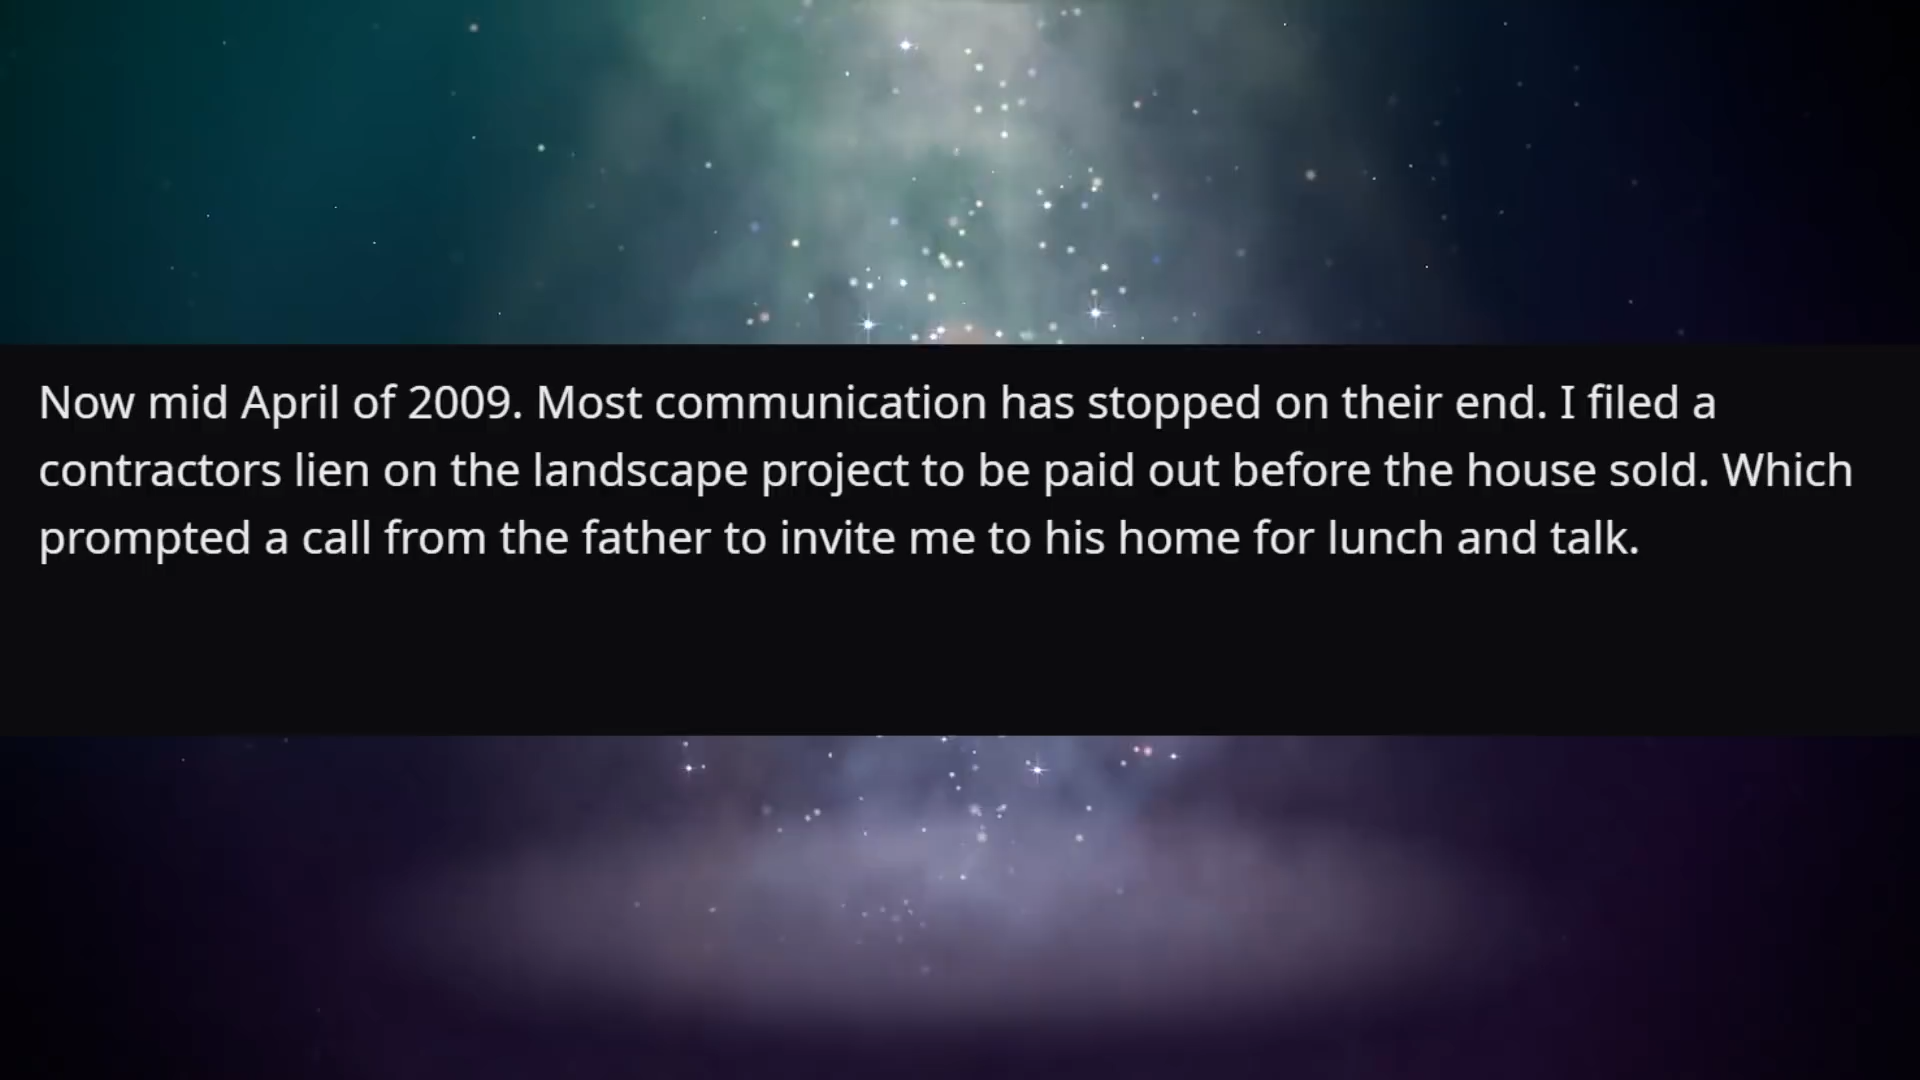 Now mid April of 2009. Most communication has stopped on their end. I filed a
contractors lien on the landscape project to be paid out before the house sold. Which
prompted a call from the father to invite me to his home for lunch and talk.